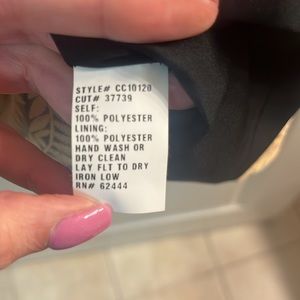 STYLE# CC10120
CUT# 37739
SELF:
100% POLYESTER
LINING:
100% POLYESTER
HAND WASH OR
DRY CLEAN
LAY FLT TO DRY
IRON LOW
RN# 62444